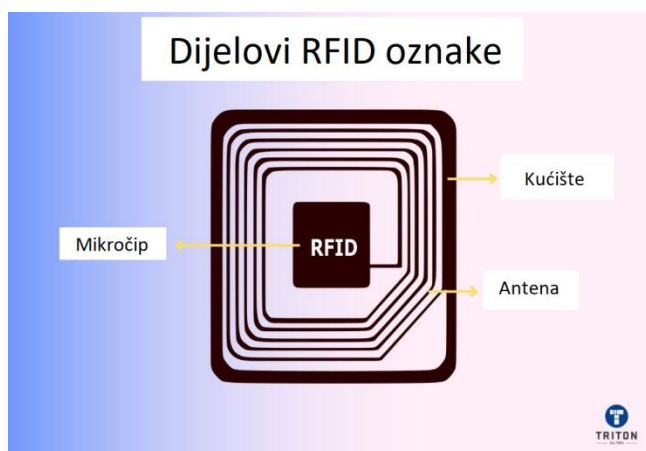 Dijelovi RFID oznake
Kućište
Mikročip
RFID
Antena
TRITON